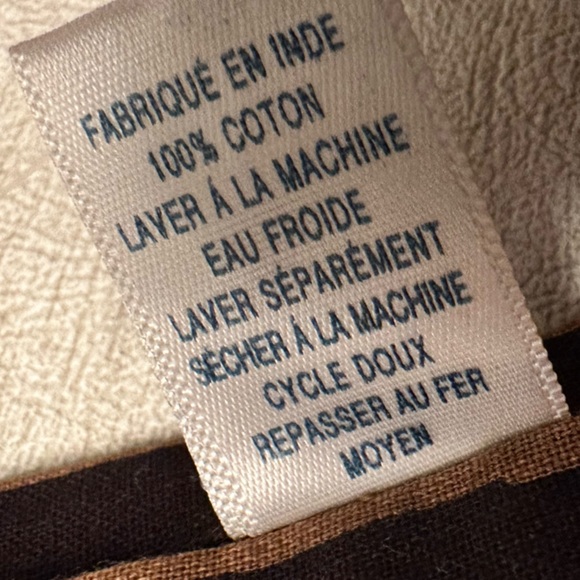 FABRIQUÉ EN INDE
100% COTON
LAVER À LA MACHINE
EAU FROIDE
LAVER SÉPARÉMENT
SÉCHER À LA MACHINE
CYCLE DOUX
REPASSER AU FER
MOYEN